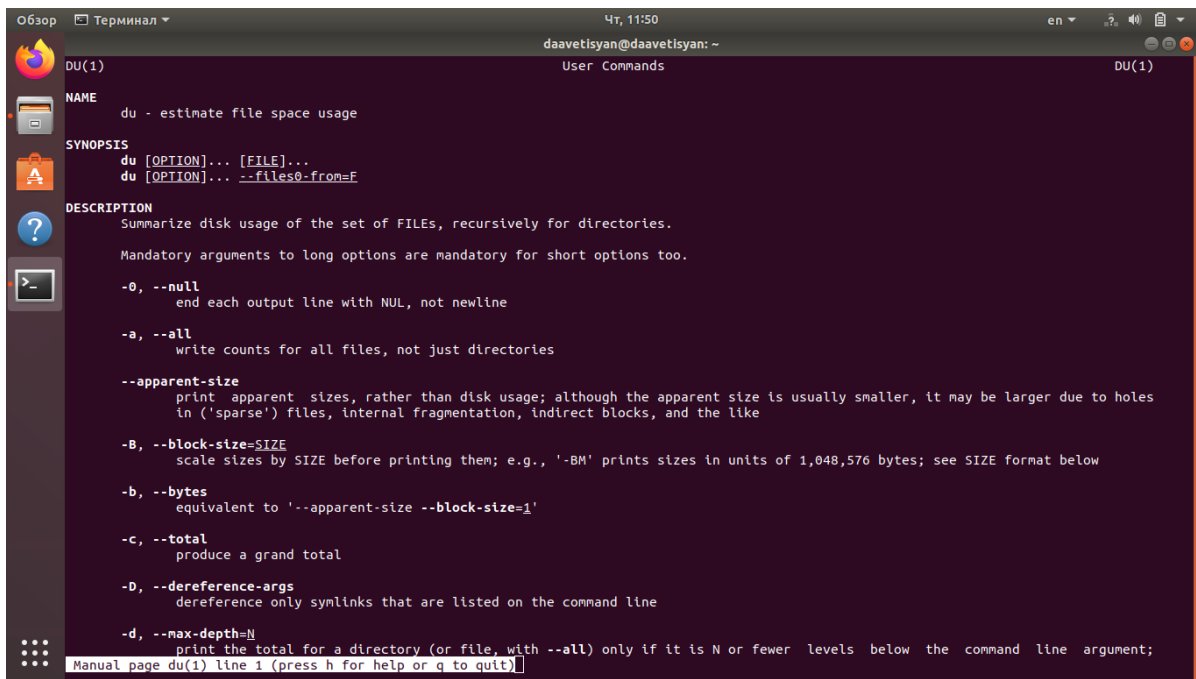 Обзор Терминал Чт, 11:50 en
daavetisyan@daavetisyan: ~
DU(1) User Commands DU(1)
NAME
du - estimate file space usage
SYNOPSIS
du [OPTION]... [FILE]...
du [OPTION]... --files0-from=F
DESCRIPTION
Summarize disk usage of the set of FILEs, recursively for directories.
Mandatory arguments to long options are mandatory for short options too.
-0, --null
end each output line with NUL, not newline
-a, --all
write counts for all files, not just directories
--apparent-size
print apparent sizes, rather than disk usage; although the apparent size is usually smaller, it may be larger due to holes
in ('sparse') files, internal fragmentation, indirect blocks, and the like
-B, --block-size=SIZE
scale sizes by SIZE before printing them; e.g., '-BM' prints sizes in units of 1,048,576 bytes; see SIZE format below
-b, --bytes
equivalent to '--apparent-size --block-size=1'
-c, --total
produce a grand total
-D, --dereference-args
dereference only symlinks that are listed on the command line
-d, --max-depth=N
print the total for a directory (or file, with --all) only if it is N or fewer levels below the command line argument;
Manual page du(1) line 1 (press h for help or q to quit)